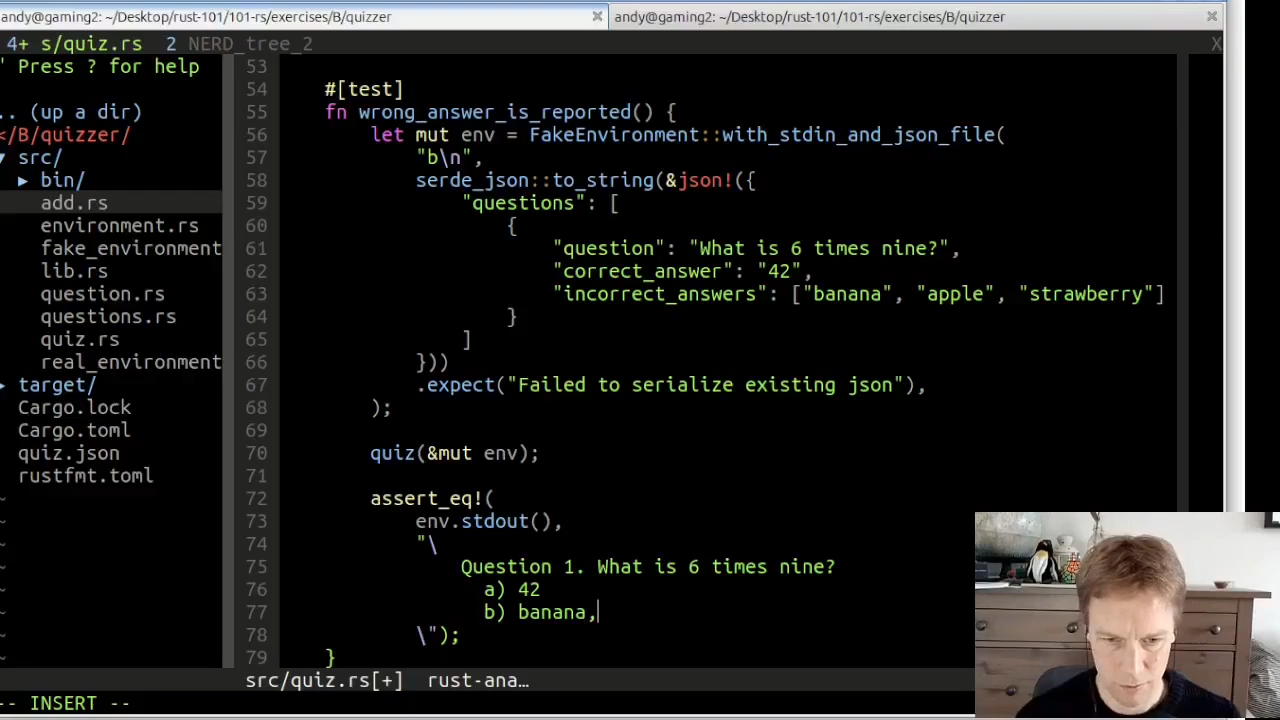 andy@gaming2: ~/Desktop/rust-101/101-rs/exercises/B/quizzer × andy@gaming2: ~/Desktop/rust-101/101-rs/exercises/B/quizzer ×
4+ s/quiz.rs 2 NERD_tree_2 X
" Press ? for help
.. (up a dir)
</B/quizzer/
▼ src/
▶ bin/
add.rs
environment.rs
fake_environment
lib.rs
question.rs
questions.rs
quiz.rs
real_environment
▸ target/
Cargo.lock
Cargo.toml
quiz.json
rustfmt.toml
~
~
~
~
~
~
~
~
53
54 #[test]
55 fn wrong_answer_is_reported() {
56 let mut env = FakeEnvironment::with_stdin_and_json_file(
57 "b\n",
58 serde_json::to_string(&json!({
59 "questions": [
60 {
61 "question": "What is 6 times nine?",
62 "correct_answer": "42",
63 "incorrect_answers": ["banana", "apple", "strawberry"]
64 }
65 ]
66 }))
67 .expect("Failed to serialize existing json"),
68 );
69
70 quiz(&mut env);
71
72 assert_eq!(
73 env.stdout(),
74 "\
75 Question 1. What is 6 times nine?
76 a) 42
77 b) banana,
78 \");
79 }
src/quiz.rs[+] rust-ana…
-- INSERT --